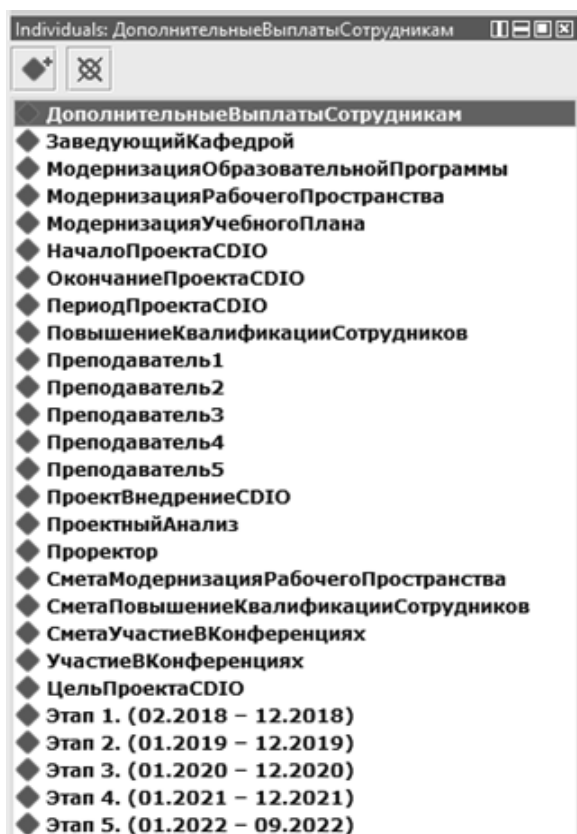 Individuals: ДополнительныеВыплатыСотрудникам
ДополнительныеВыплатыСотрудникам
ЗаведующийКафедрой
МодернизацияОбразовательнойПрограммы
МодернизацияРабочегоПространства
МодернизацияУчебногоПлана
НачалоПроектаCDIO
ОкончаниеПроектаCDIO
ПериодПроектаCDIO
ПовышениеКвалификацииСотрудников
Преподаватель1
Преподаватель2
Преподаватель3
Преподаватель4
Преподаватель5
ПроектВнедрениеCDIO
ПроектныйАнализ
Проректор
СметаМодернизацияРабочегоПространства
СметаПовышениеКвалификацииСотрудников
СметаУчастиеВКонференциях
УчастиеВКонференциях
ЦельПроектаCDIO
Этап 1. (02.2018 – 12.2018)
Этап 2. (01.2019 – 12.2019)
Этап 3. (01.2020 – 12.2020)
Этап 4. (01.2021 – 12.2021)
Этап 5. (01.2022 – 09.2022)